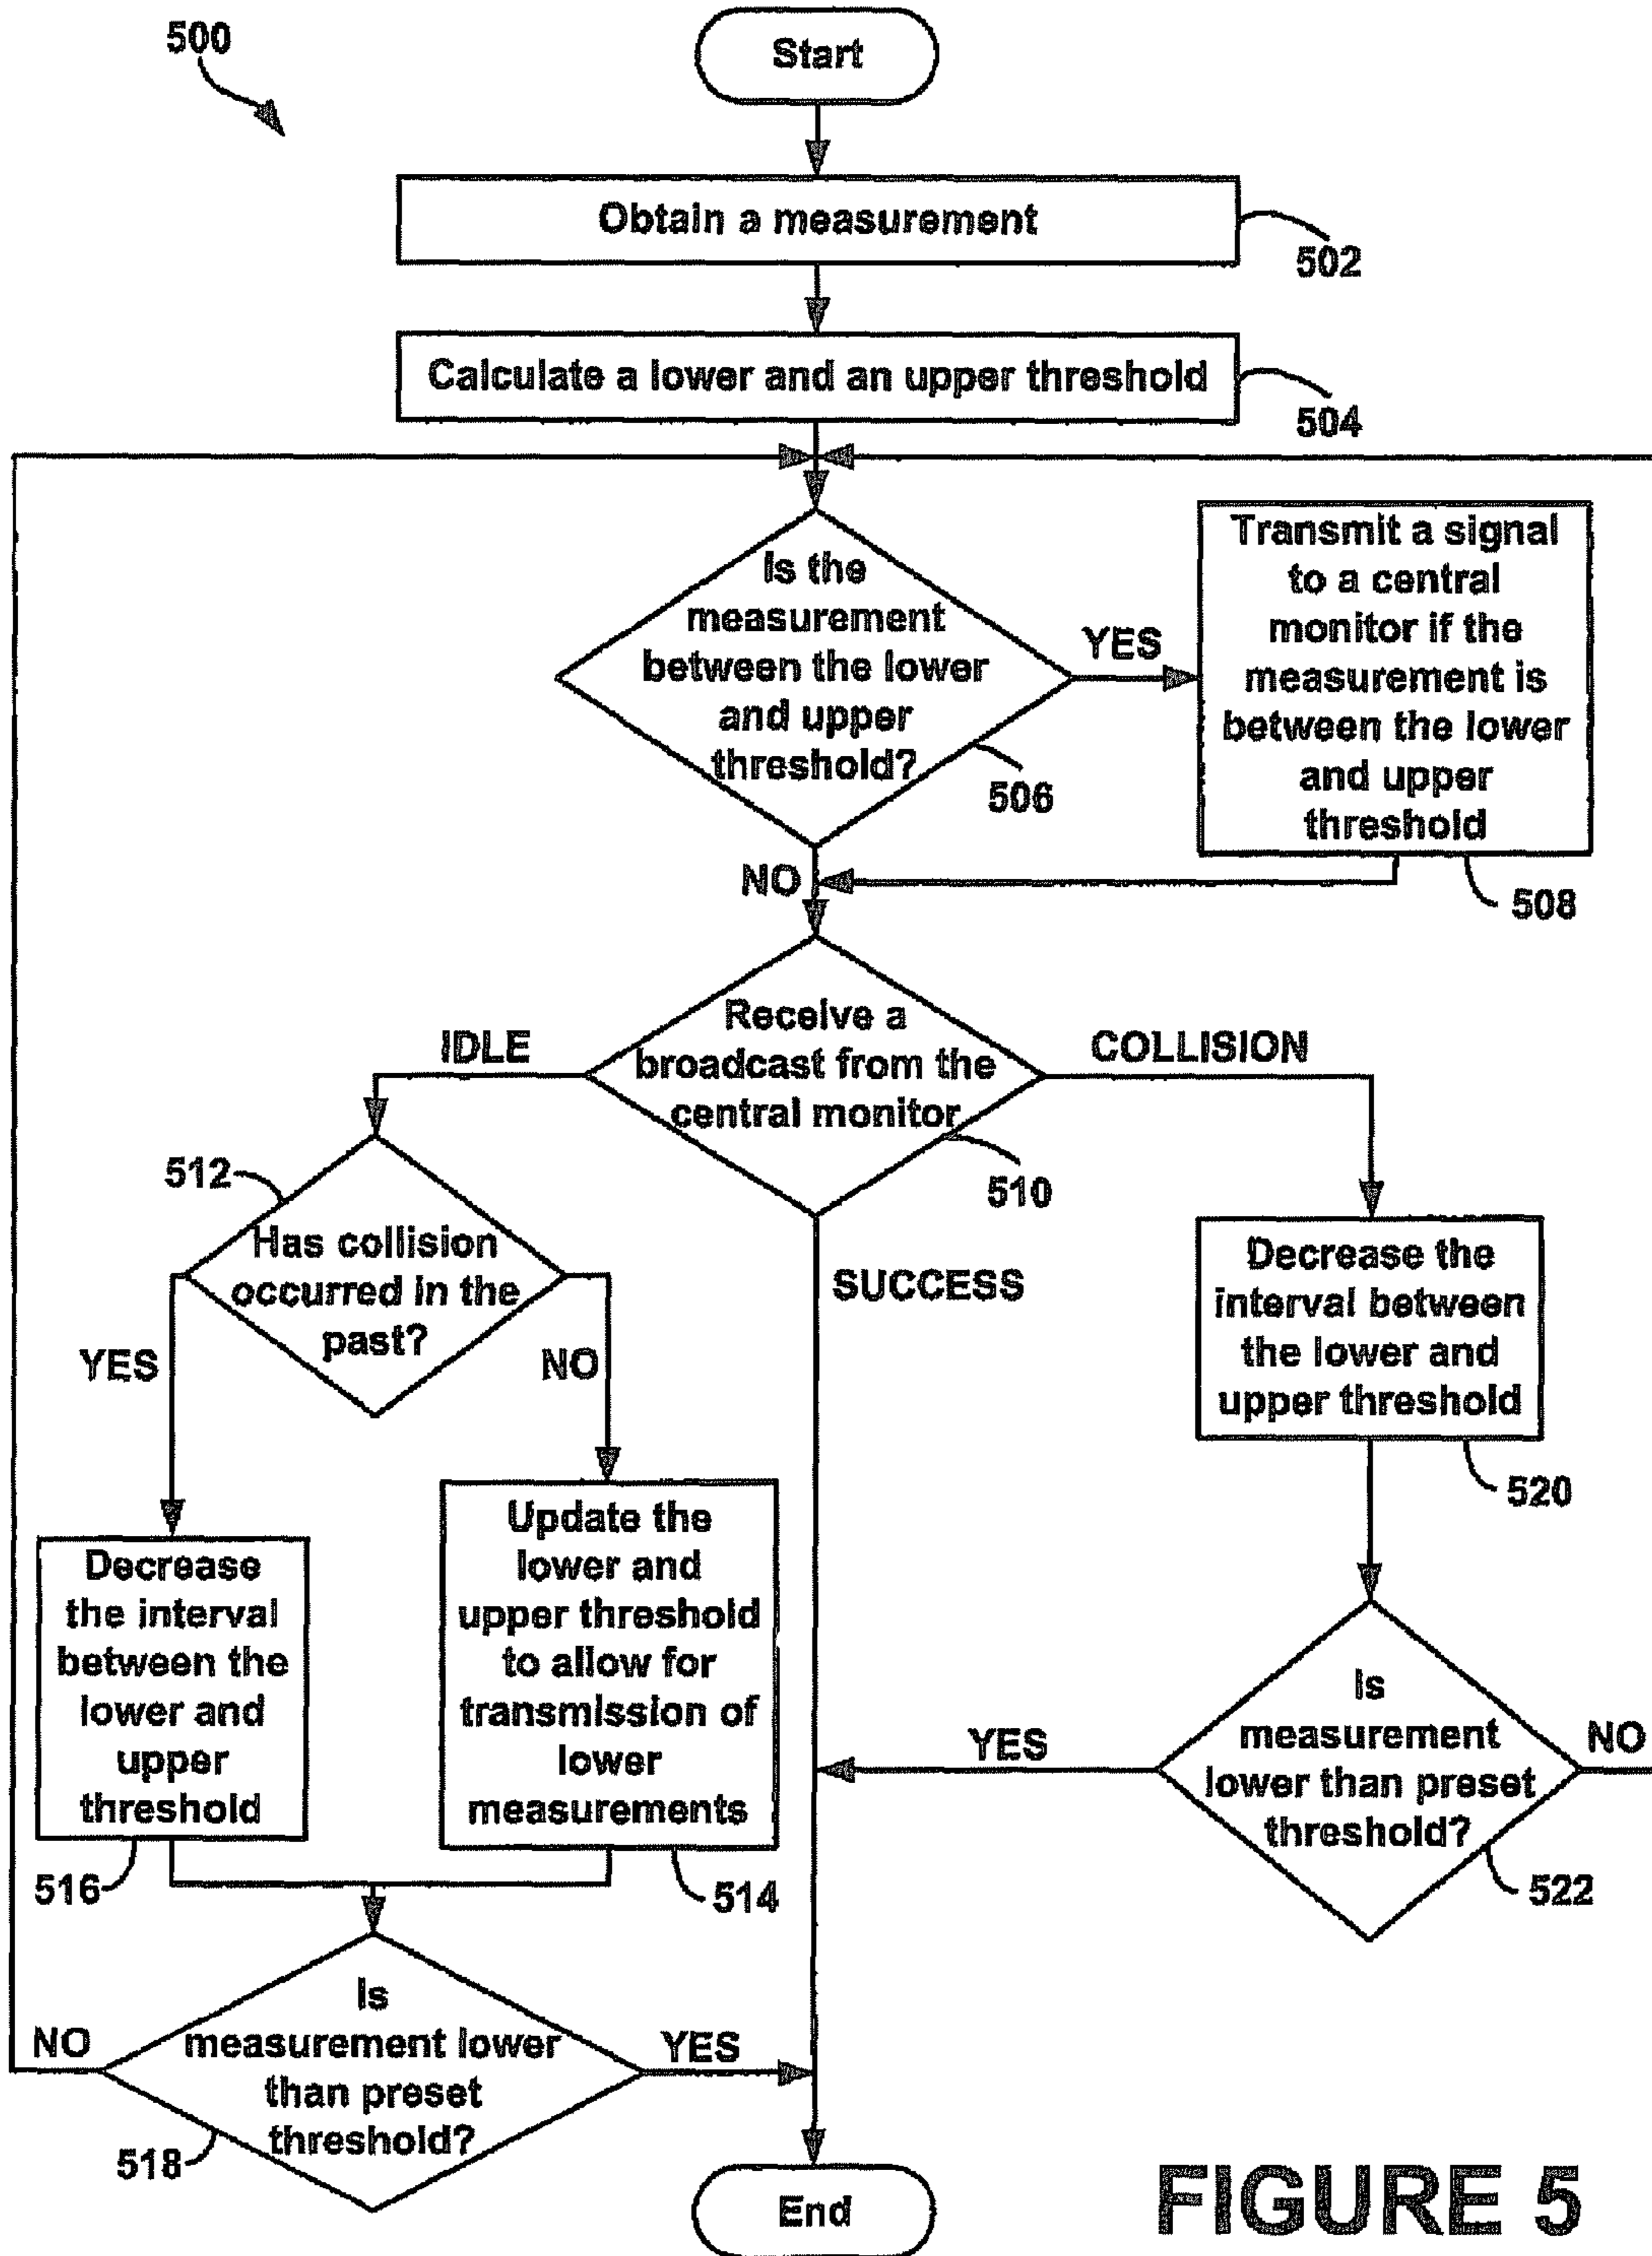 500
Start
Obtain a measurement
502
Calculate a lower and an upper threshold
504
Is the
measurement
between the lower
and upper
threshold?
506
YES
Transmit a signal
to a central
monitor if the
measurement is
between the lower
and upper
threshold
508
NO
Receive a
broadcast from the
central monitor
510
IDLE
COLLISION
SUCCESS
512
Has collision
occurred in the
past?
YES
NO
Decrease
the interval
between the
lower and
upper
threshold
516
Update the
lower and
upper threshold
to allow for
transmission of
lower
measurements
514
Decrease the
interval between
the lower and
upper threshold
520
Is
measurement
lower than preset
threshold?
522
YES
NO
Is
measurement lower
than preset
threshold?
518
NO
YES
End
FIGURE 5